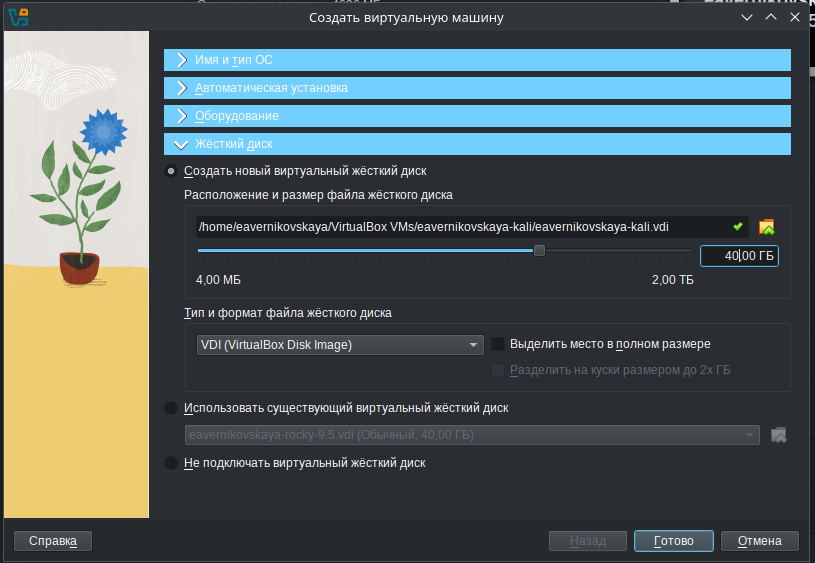 Создать виртуальную машину
Имя и тип ОС
Автоматическая установка
Оборудование
Жёсткий диск
Создать новый виртуальный жёсткий диск
Расположение и размер файла жёсткого диска
/home/eavernikovskaya/VirtualBox VMs/eavernikovskaya-kali/eavernikovskaya-kali.vdi
40,00 ГБ
4,00 МБ 2,00 ТБ
Тип и формат файла жёсткого диска
VDI (VirtualBox Disk Image) Выделить место в полном размере
Разделить на куски размером до 2х ГБ
Использовать существующий виртуальный жёсткий диск
eavernikovskaya-rocky-9.5.vdi (Обычный, 40,00 ГБ)
Не подключать виртуальный жёсткий диск
Справка Назад Готово Отмена